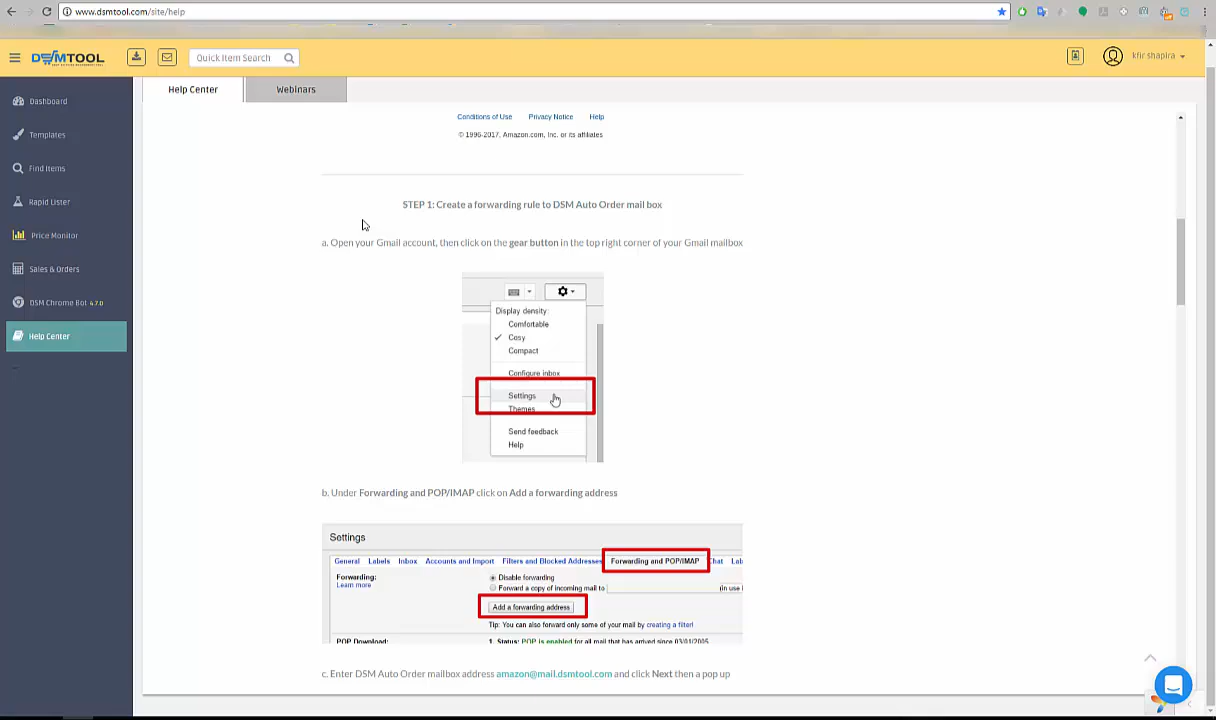 www.dsmtool.com/site/help
DSMTOOL
Quick Item Search
kfir shapira
Help Center
Webinars
Dashboard
Templates
Find Items
Rapid Lister
Price Monitor
Sales & Orders
DSM Chrome Bot 4.7.0
Help Center
Conditions of Use Privacy Notice Help
© 1996-2017, Amazon.com, Inc. or its affiliates
STEP 1: Create a forwarding rule to DSM Auto Order mail box
a. Open your Gmail account, then click on the gear button in the top right corner of your Gmail mailbox
Display density:
Comfortable
Cosy
Compact
Configure inbox
Settings
Themes
Send feedback
Help
b. Under Forwarding and POP/IMAP click on Add a forwarding address
Settings
General Labels Inbox Accounts and Import Filters and Blocked Addresses Forwarding and POP/IMAP Chat Lab
Forwarding:
Learn more
Disable forwarding
Forward a copy of incoming mail to (in use
Add a forwarding address
Tip: You can also forward only some of your mail by creating a filter!
POP Download: 1. Status: POP is enabled for all mail that has arrived since 03/01/2005
c. Enter DSM Auto Order mailbox address amazon@mail.dsmtool.com and click Next then a pop up